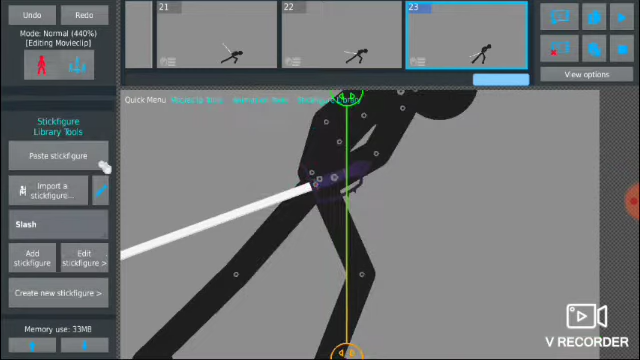 Undo Redo
Mode: Normal (440%)
[Editing Movieclip]
Stickfigure
Library Tools
Paste stickfigure
Import a
stickfigure...
Slash
Add
stickfigure
Edit
stickfigure >
Create new stickfigure >
Memory use: 33MB
21
22
23
View options
Quick Menu
V RECORDER